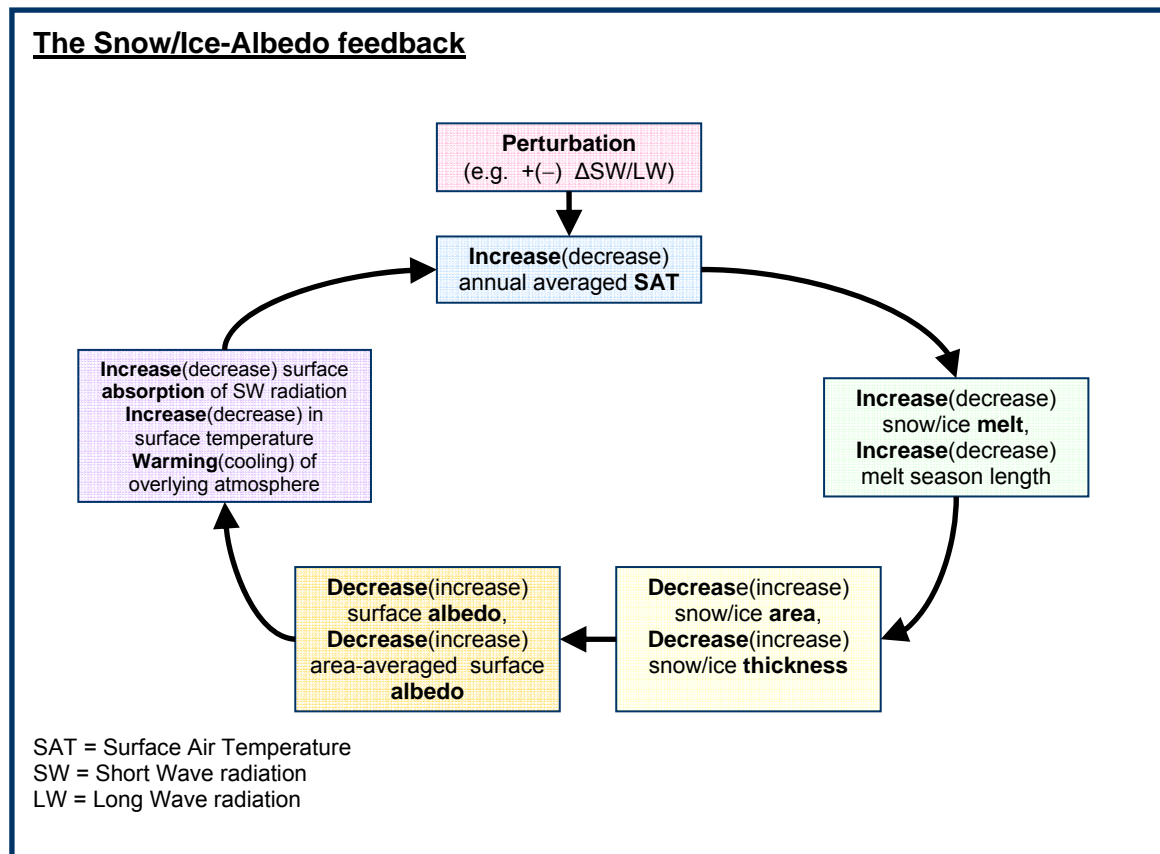 The Snow/Ice-Albedo feedback
Perturbation
(e.g. +(−) ΔSW/LW)
Increase(decrease)
annual averaged SAT
Increase(decrease) surface
absorption of SW radiation
Increase(decrease) in
surface temperature
Warming(cooling) of
overlying atmosphere
Increase(decrease)
snow/ice melt,
Increase(decrease)
melt season length
Decrease(increase)
surface albedo,
Decrease(increase)
area-averaged surface
albedo
Decrease(increase)
snow/ice area,
Decrease(increase)
snow/ice thickness
SAT = Surface Air Temperature
SW = Short Wave radiation
LW = Long Wave radiation